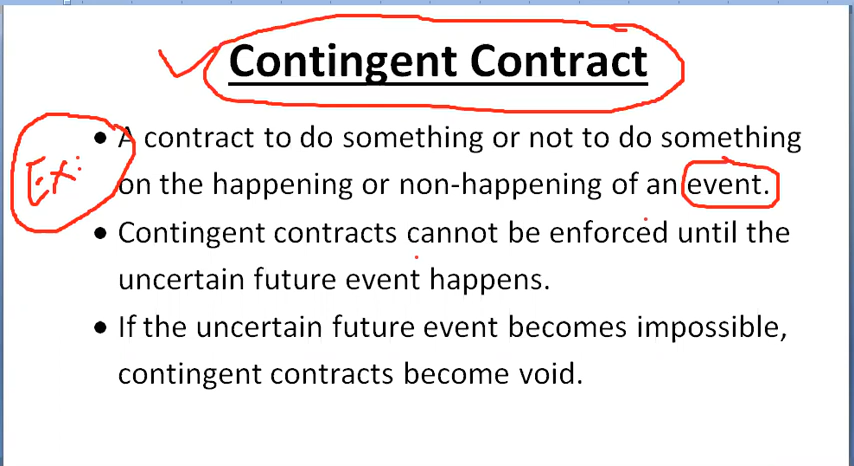 Contingent Contract
• A contract to do something or not to do something
Ex:
on the happening or non-happening of an event.
• Contingent contracts cannot be enforced until the
uncertain future event happens.
• If the uncertain future event becomes impossible,
contingent contracts become void.